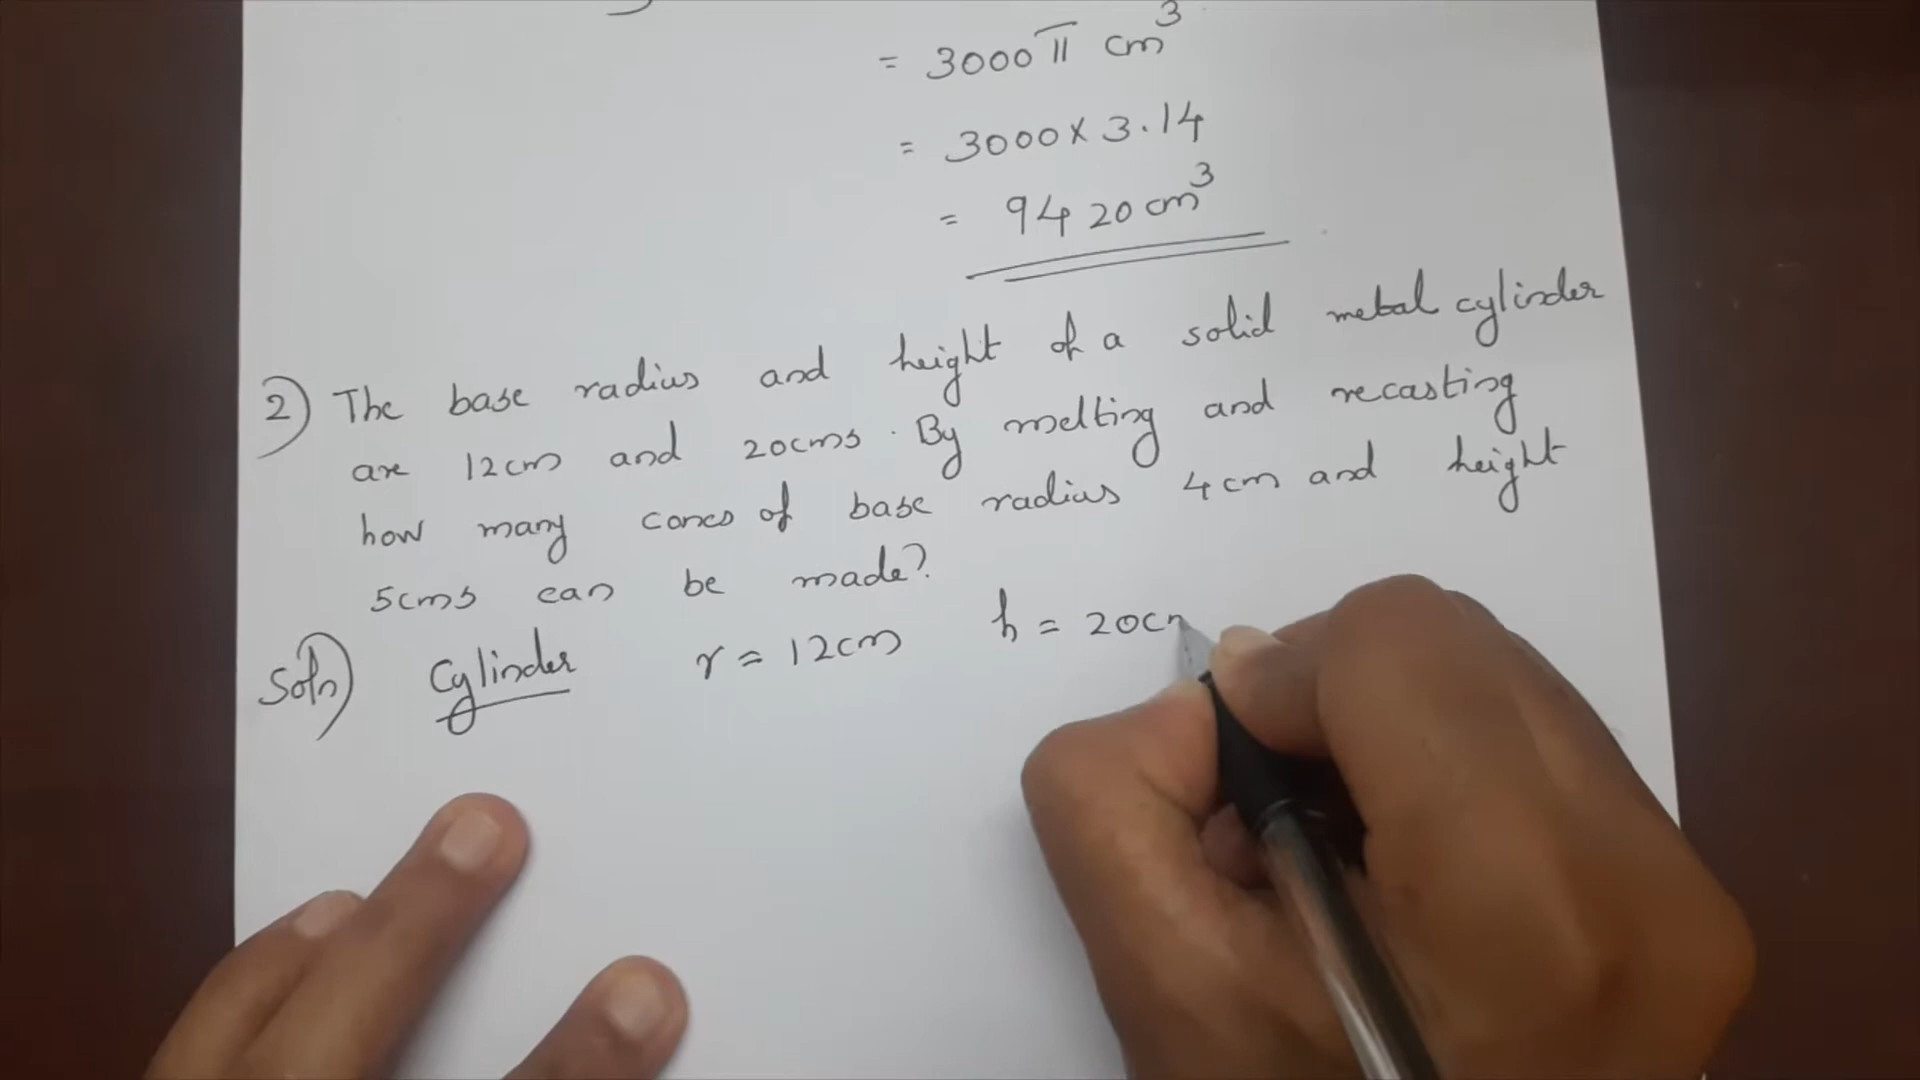 = 3000 π cm³
= 3000 × 3.14
= 9420 cm³
2) The base radius and height of a solid metal cylinder
are 12cm and 20cms. By melting and recasting
how many cones of base radius 4cm and height
5cms can be made?
Soln) Cylinder r = 12cm h = 20cm